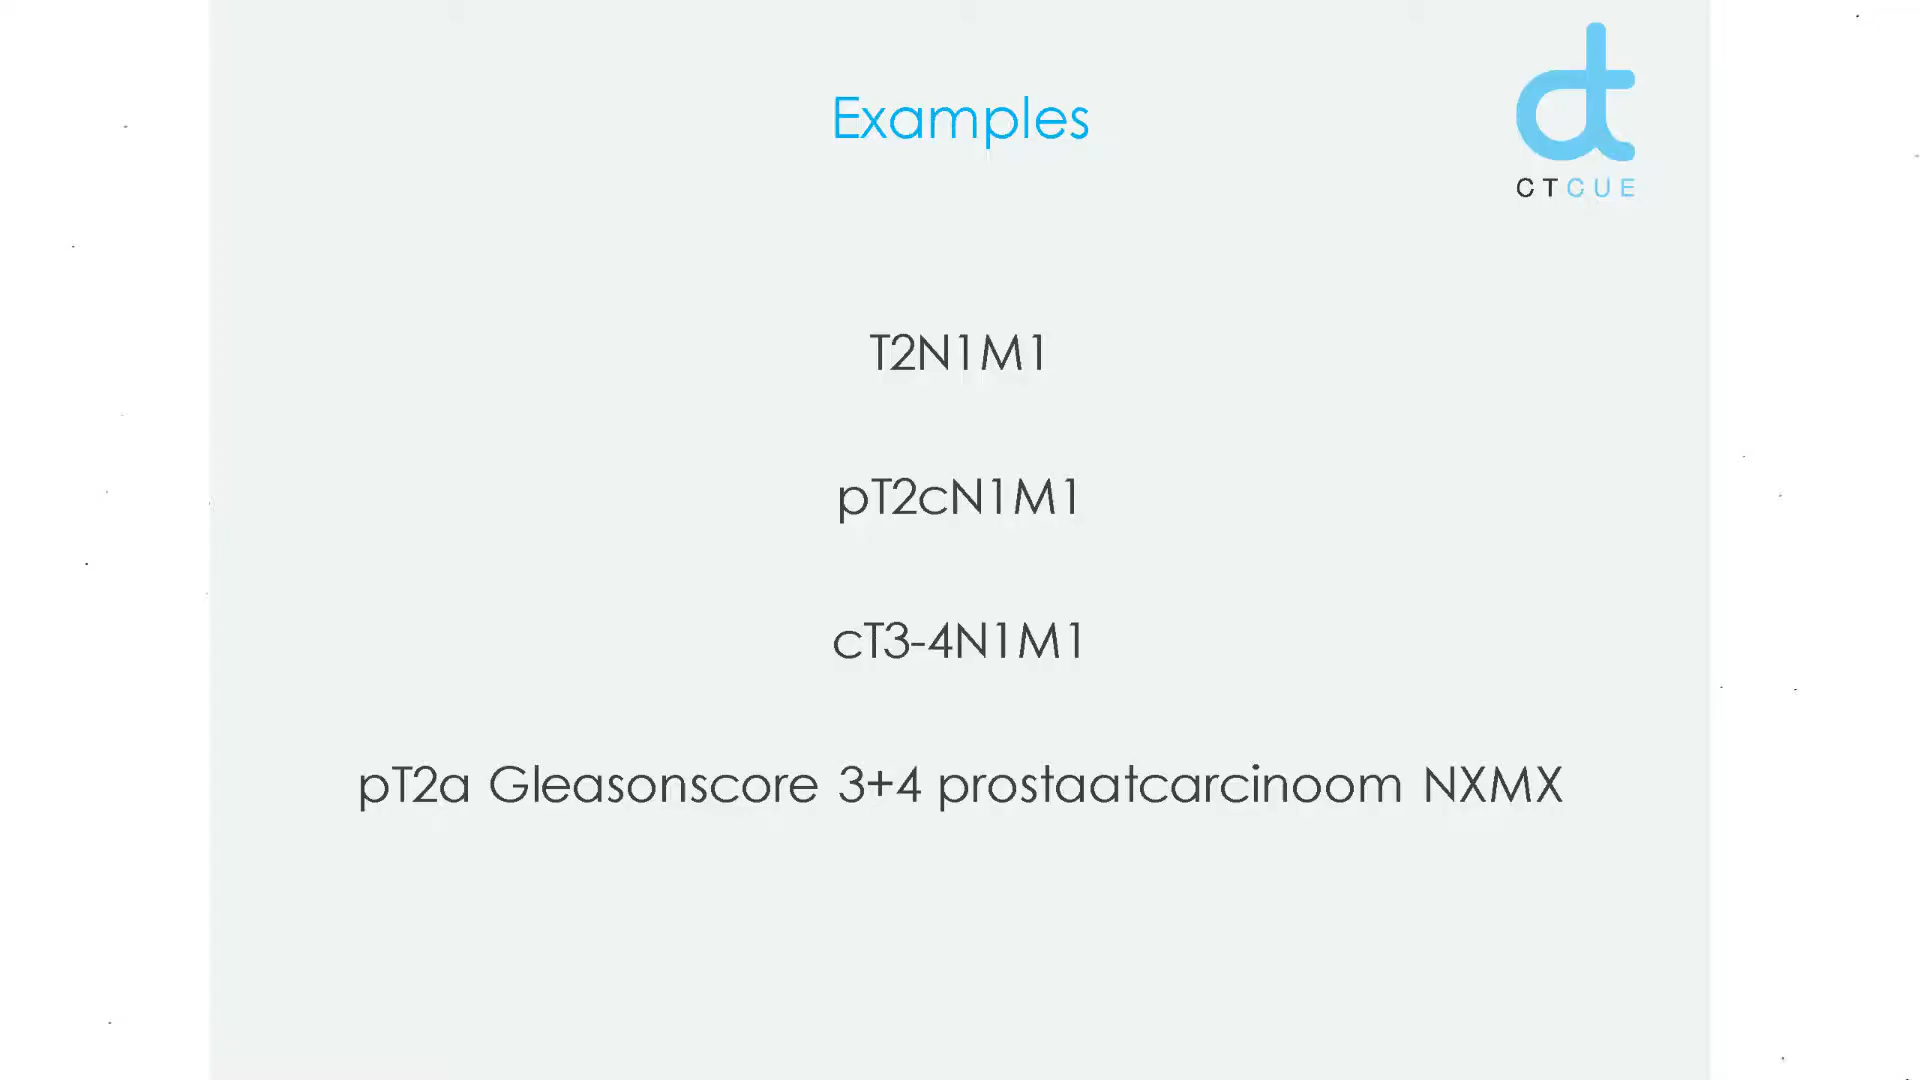 Examples
CTCUE
T2N1M1
pT2cN1M1
cT3-4N1M1
pT2a Gleasonscore 3+4 prostaatcarcinoom NXMX